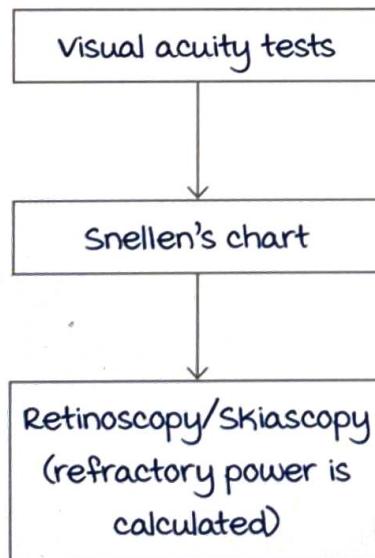 Visual acuity tests
Snellen's chart
Retinoscopy/Skiascopy
(refractory power is
calculated)